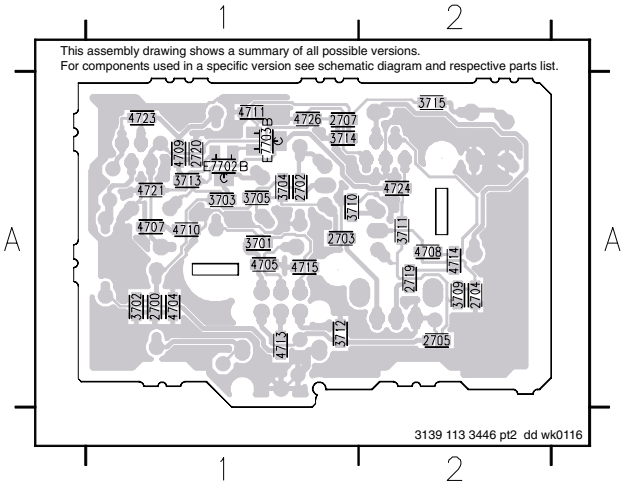 1 2
This assembly drawing shows a summary of all possible versions.
For components used in a specific version see schematic diagram and respective parts list.
3715
4723 4711 B 4726 2707
3714
4709 2720 E 7703 C
E 7702 B
C
3713 3704 2702 4724
4721 3703 3705 3710
4707 4710 3711
A 3701 2703 A
4708 4714
4705 4715
2719
3709 2704
3702 2700 4704
4713 3712 2705
3139 113 3446 pt2 dd wk0116
1 2